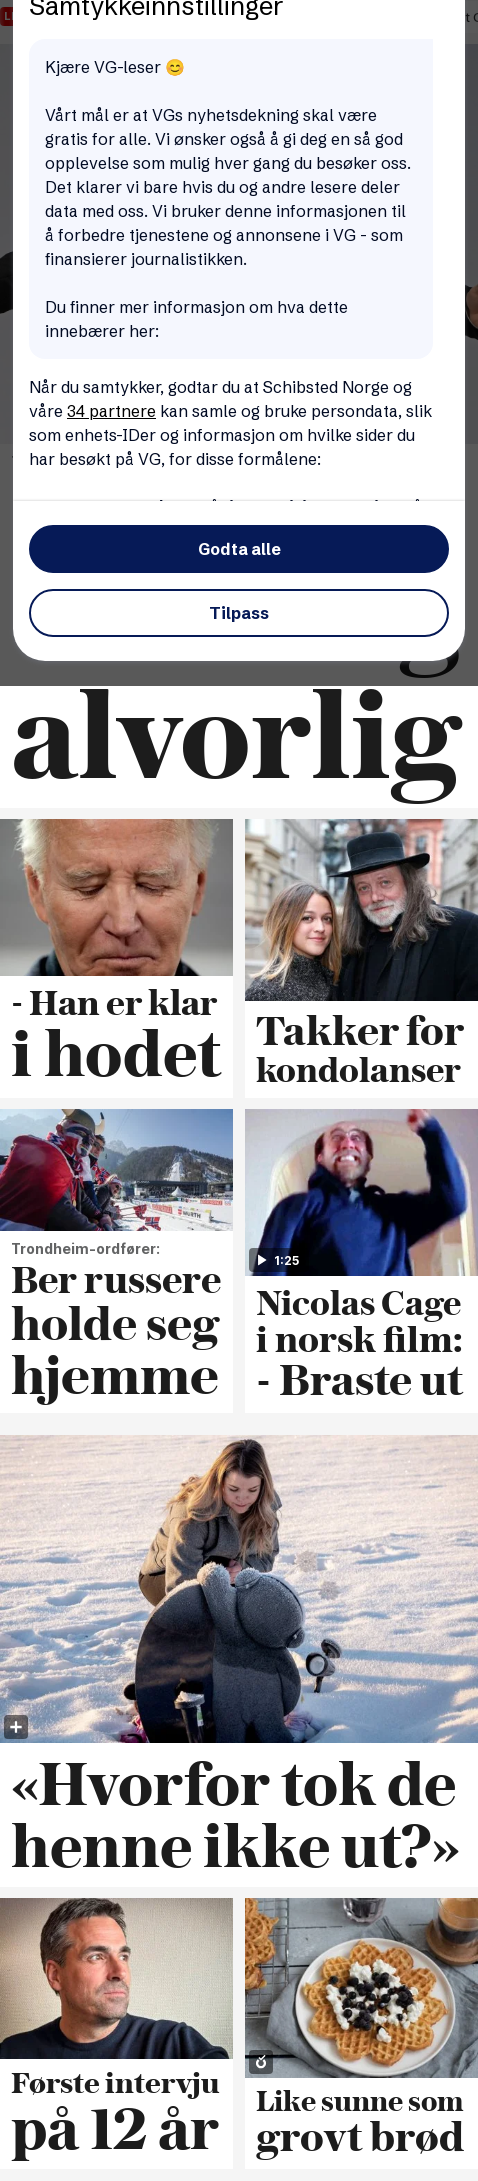 Samtykkeinnstillinger
Kjære VG-leser 😊
Vårt mål er at VGs nyhetsdekning skal være
gratis for alle. Vi ønsker også å gi deg en så god
opplevelse som mulig hver gang du besøker oss.
Det klarer vi bare hvis du og andre lesere deler
data med oss. Vi bruker denne informasjonen til
å forbedre tjenestene og annonsene i VG - som
finansierer journalistikken.
Du finner mer informasjon om hva dette
innebærer her:
Når du samtykker, godtar du at Schibsted Norge og
våre 34 partnere kan samle og bruke persondata, slik
som enhets-IDer og informasjon om hvilke sider du
har besøkt på VG, for disse formålene:
Godta alle
Tilpass
alvorlig
- Han er klar
i hodet
Takker for
kondolanser
Trondheim-ordfører:
Ber russere
holde seg
hjemme
1:25
Nicolas Cage
i norsk film:
- Braste ut
«Hvorfor tok de
henne ikke ut?»
Første intervju
på 12 år
Like sunne som
grovt brød